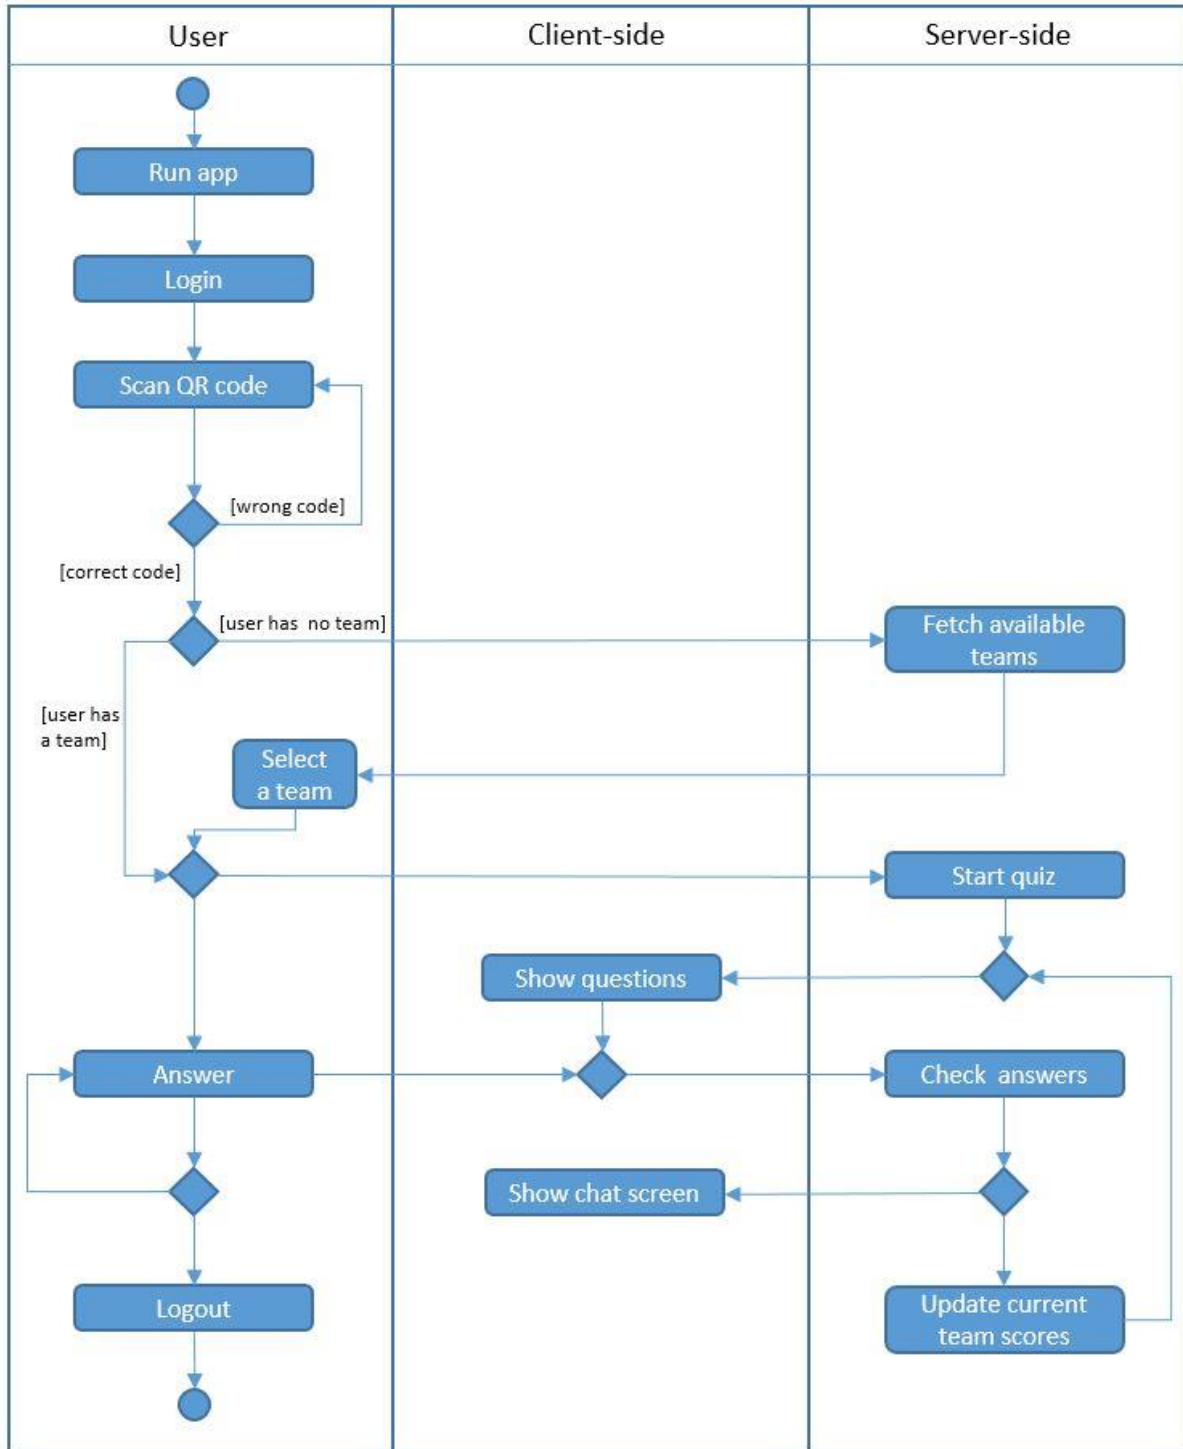 User
Client-side
Server-side
Run app
Login
Scan QR code
[wrong code]
[correct code]
[user has  no team]
Fetch available
teams
[user has
a team]
Select
a team
Start quiz
Show questions
Answer
Check  answers
Show chat screen
Logout
Update current
team scores